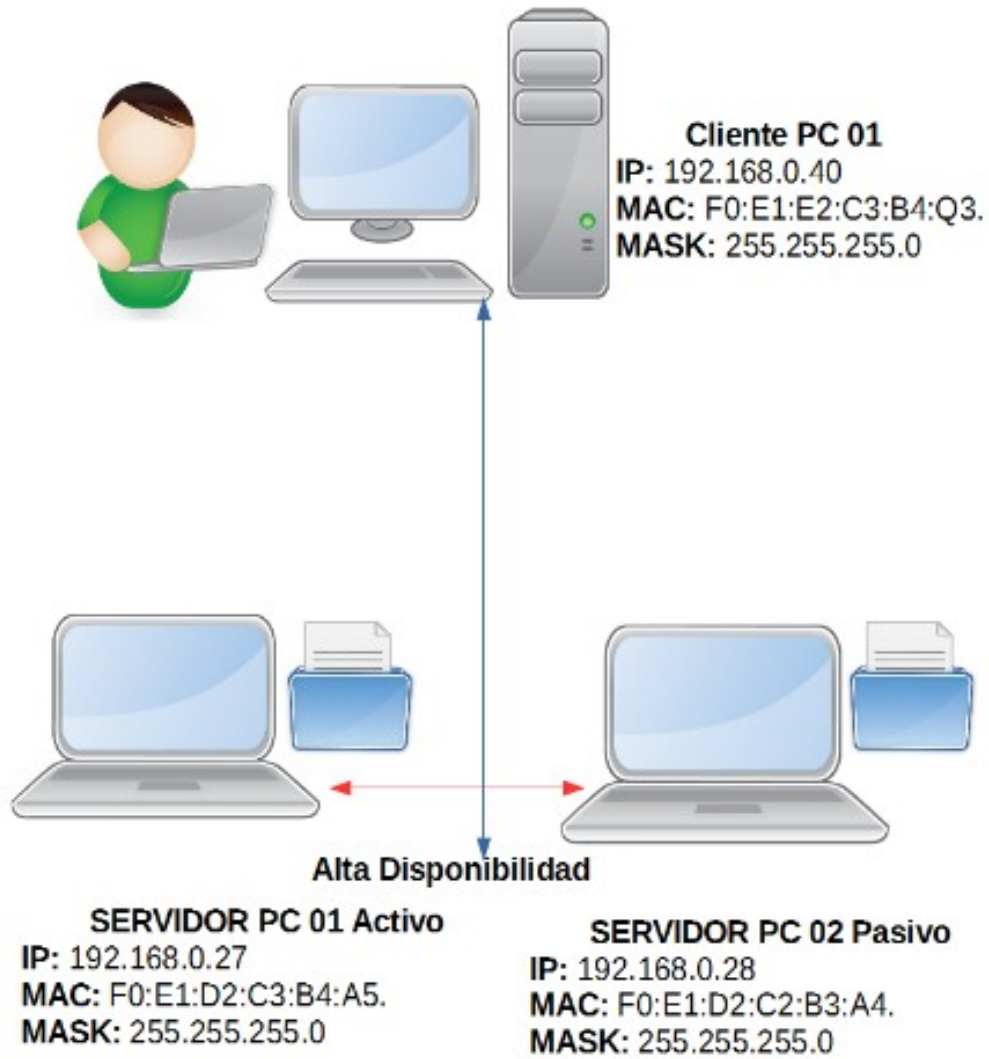 Cliente PC 01
IP: 192.168.0.40
MAC: F0:E1:E2:C3:B4:Q3.
MASK: 255.255.255.0
Alta Disponibilidad
SERVIDOR PC 01 Activo
IP: 192.168.0.27
MAC: F0:E1:D2:C3:B4:A5.
MASK: 255.255.255.0
SERVIDOR PC 02 Pasivo
IP: 192.168.0.28
MAC: F0:E1:D2:C2:B3:A4.
MASK: 255.255.255.0